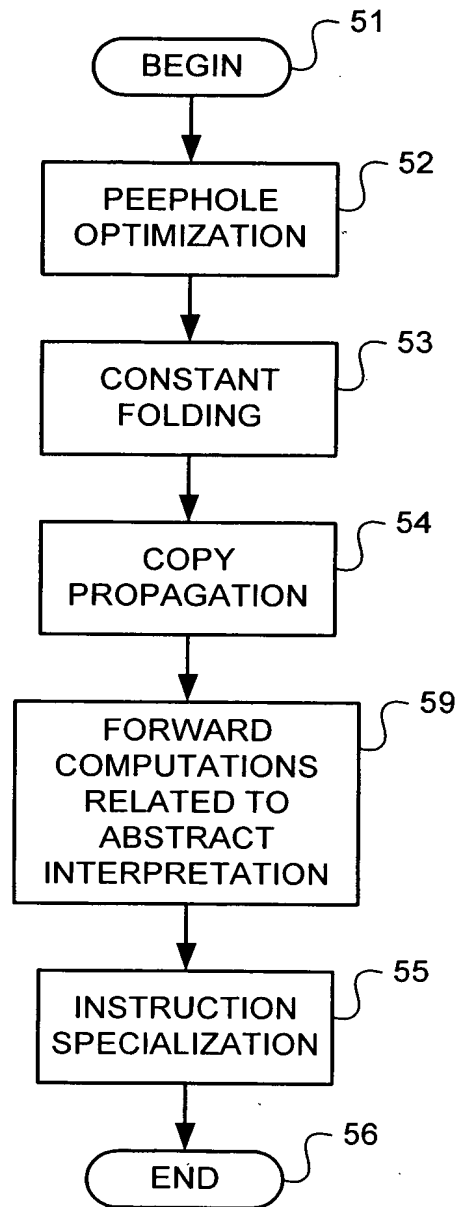 51
BEGIN
52
PEEPHOLE
OPTIMIZATION
53
CONSTANT
FOLDING
54
COPY
PROPAGATION
59
FORWARD
COMPUTATIONS
RELATED TO
ABSTRACT
INTERPRETATION
55
INSTRUCTION
SPECIALIZATION
56
END